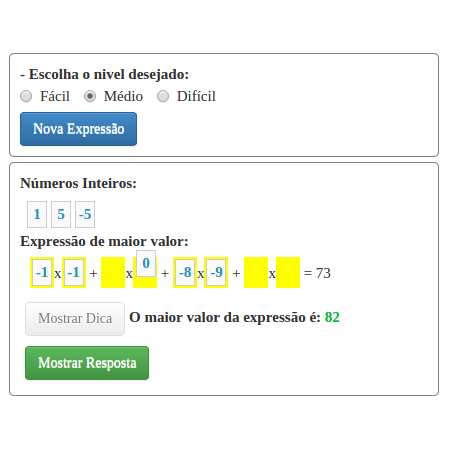 - Escolha o nivel desejado:
Fácil Médio Difícil
Nova Expressão
Números Inteiros:
1 5 -5
Expressão de maior valor:
-1 x -1 + x 0 + -8 x -9 + x = 73
Mostrar Dica O maior valor da expressão é: 82
Mostrar Resposta